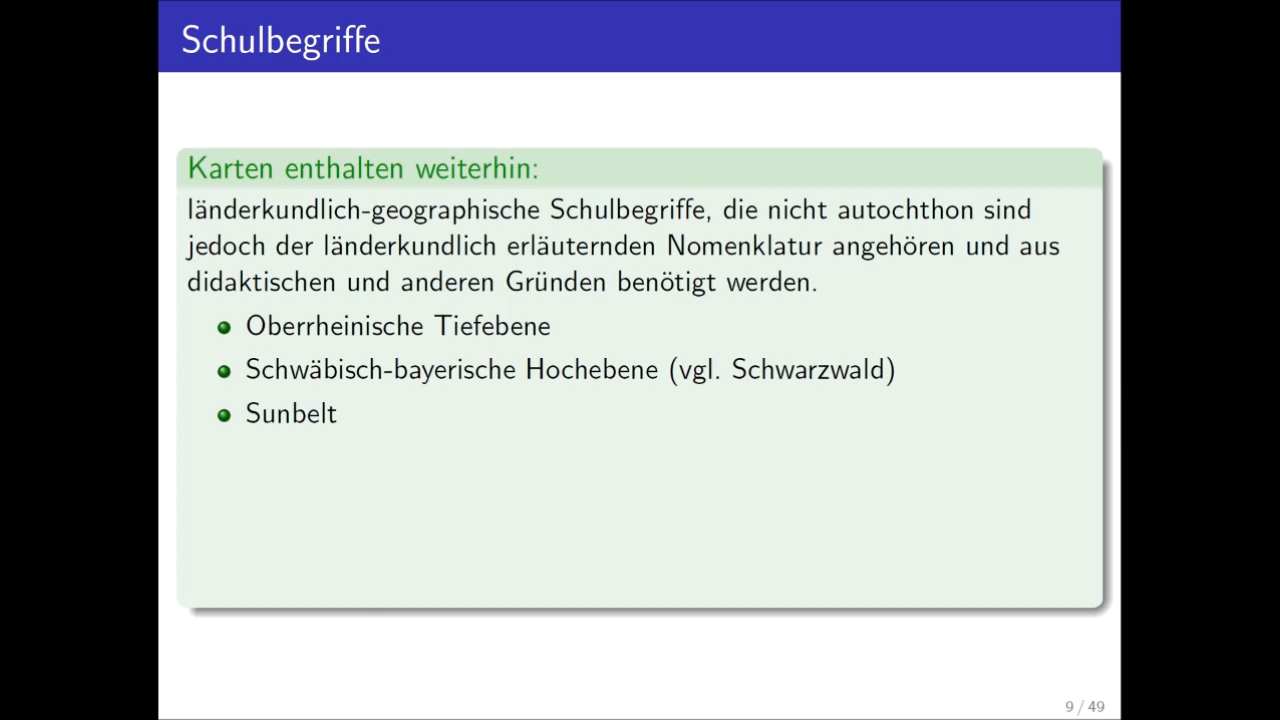 Schulbegriffe
Karten enthalten weiterhin:
länderkundlich-geographische Schulbegriffe, die nicht autochthon sind
jedoch der länderkundlich erläuternden Nomenklatur angehören und aus
didaktischen und anderen Gründen benötigt werden.
Oberrheinische Tiefebene
Schwäbisch-bayerische Hochebene (vgl. Schwarzwald)
Sunbelt
9 / 49